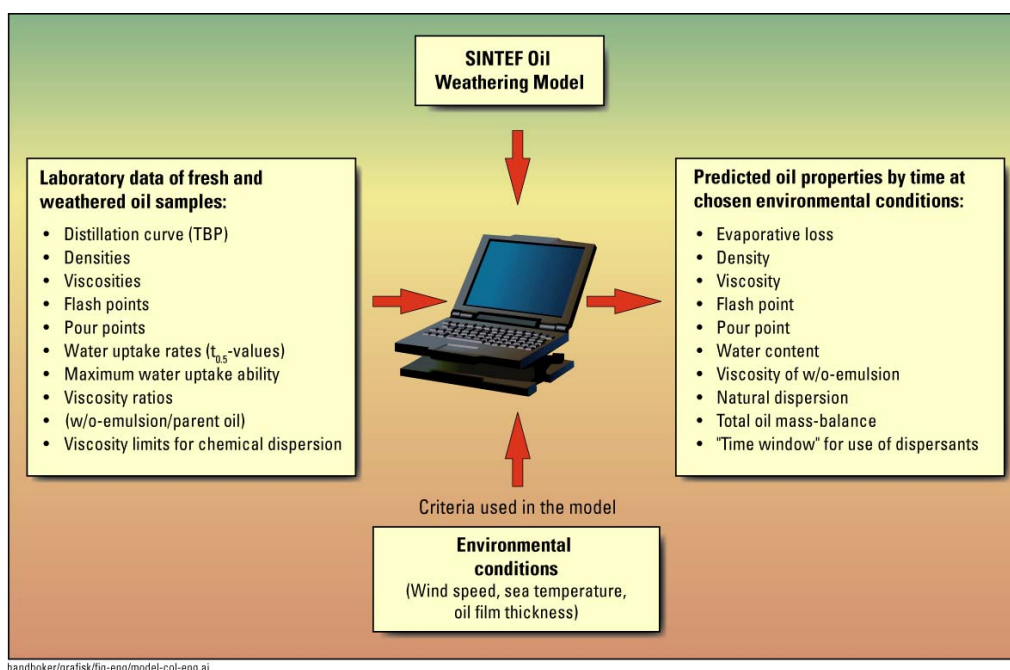 SINTEF Oil
Weathering Model
Laboratory data of fresh and
weathered oil samples:
• Distillation curve (TBP)
• Densities
• Viscosities
• Flash points
• Pour points
• Water uptake rates (t0.5-values)
• Maximum water uptake ability
• Viscosity ratios
• (w/o-emulsion/parent oil)
• Viscosity limits for chemical dispersion
Predicted oil properties by time at
chosen environmental conditions:
• Evaporative loss
• Density
• Viscosity
• Flash point
• Pour point
• Water content
• Viscosity of w/o-emulsion
• Natural dispersion
• Total oil mass-balance
• "Time window" for use of dispersants
Criteria used in the model
Environmental
conditions
(Wind speed, sea temperature,
oil film thickness)
handboker/grafisk/fig-eng/model-col-eng.ai